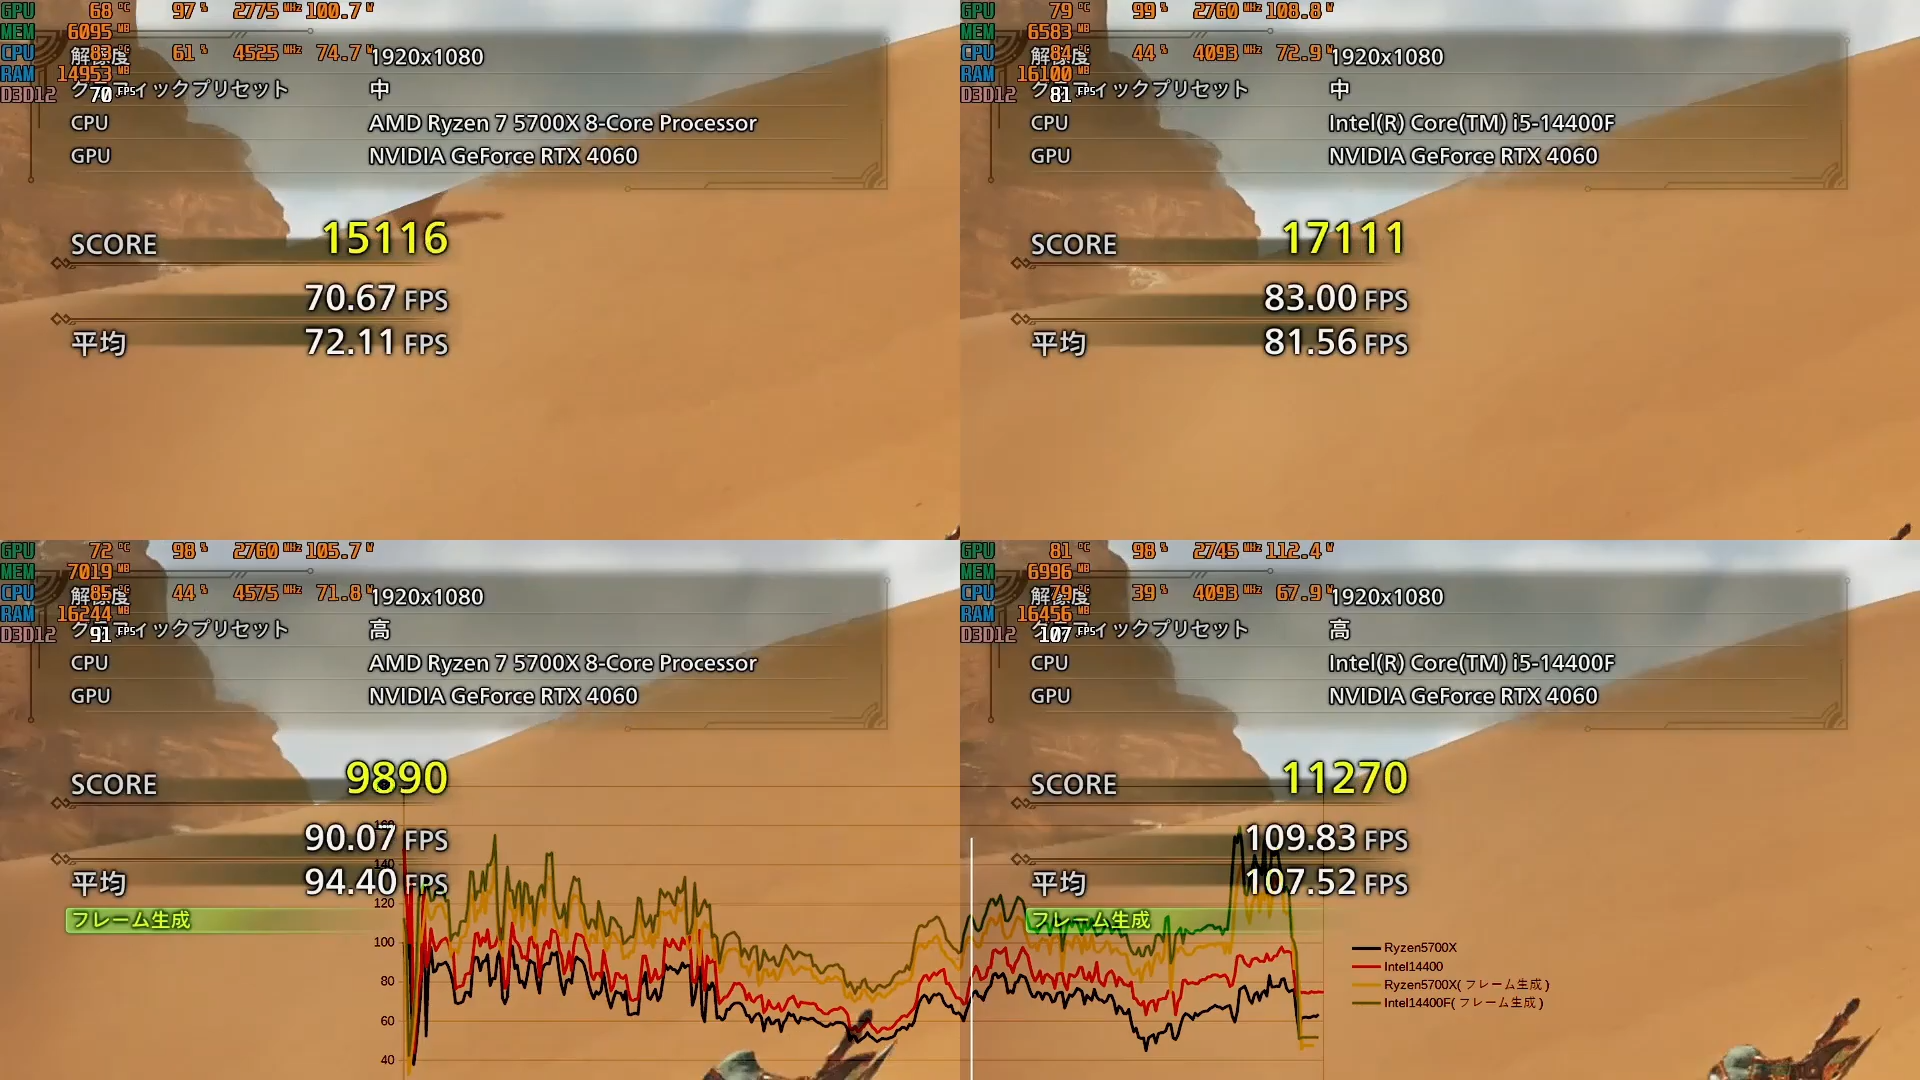 GPU 68 °C 97 % 2775 MHz 100.7 W
MEM 6095 MB
CPU 83 °C 61 % 4525 MHz 74.7 W
RAM 14953 MB
D3D12 70 FPS
解像度 1920x1080
グラフィックプリセット 中
CPU AMD Ryzen 7 5700X 8-Core Processor
GPU NVIDIA GeForce RTX 4060
SCORE 15116
70.67 FPS
平均 72.11 FPS
GPU 79 °C 99 % 2760 MHz 108.8 W
MEM 6583 MB
CPU 84 °C 44 % 4093 MHz 72.9 W
RAM 16100 MB
D3D12 81 FPS
解像度 1920x1080
グラフィックプリセット 中
CPU Intel(R) Core(TM) i5-14400F
GPU NVIDIA GeForce RTX 4060
SCORE 17111
83.00 FPS
平均 81.56 FPS
GPU 72 °C 98 % 2760 MHz 105.7 W
MEM 7019 MB
CPU 85 °C 44 % 4575 MHz 71.8 W
RAM 16244 MB
D3D12 91 FPS
解像度 1920x1080
グラフィックプリセット 高
CPU AMD Ryzen 7 5700X 8-Core Processor
GPU NVIDIA GeForce RTX 4060
SCORE 9890
90.07 FPS
平均 94.40 FPS
フレーム生成
GPU 81 °C 98 % 2745 MHz 112.4 W
MEM 6996 MB
CPU 79 °C 39 % 4093 MHz 67.9 W
RAM 16456 MB
D3D12 107 FPS
解像度 1920x1080
グラフィックプリセット 高
CPU Intel(R) Core(TM) i5-14400F
GPU NVIDIA GeForce RTX 4060
SCORE 11270
109.83 FPS
平均 107.52 FPS
フレーム生成
160
140
120
100
80
60
40
Ryzen5700X
Intel14400
Ryzen5700X(フレーム生成)
Intel14400F(フレーム生成)